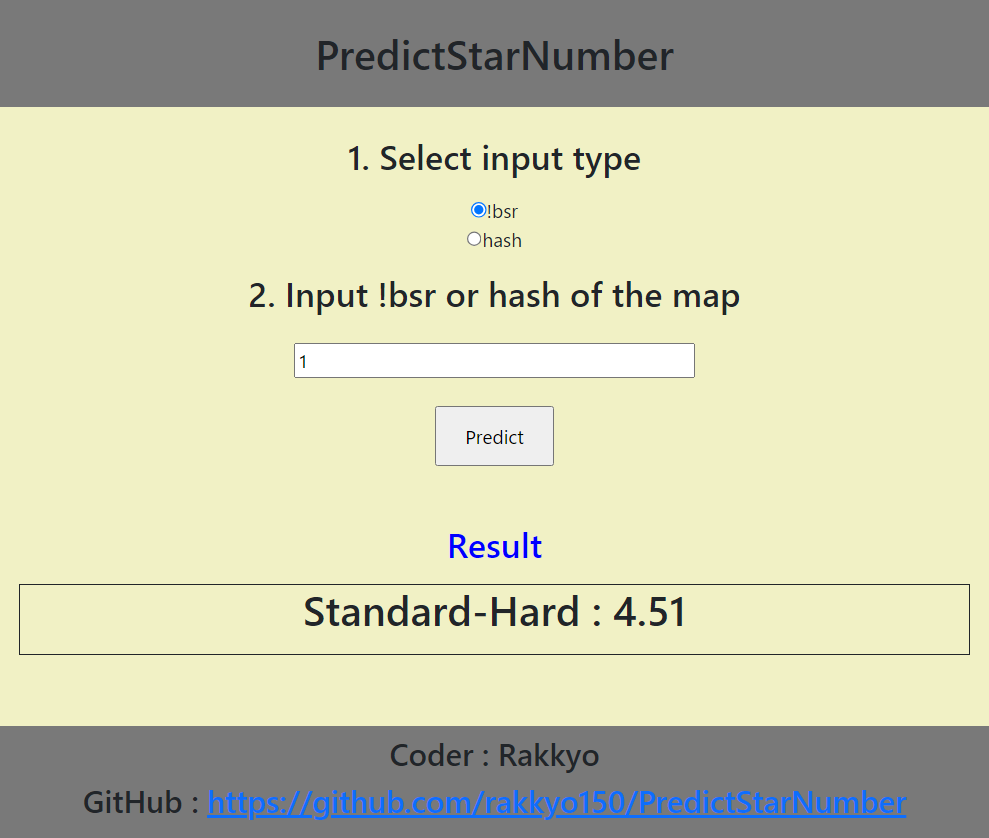 PredictStarNumber
1. Select input type
!bsr
hash
2. Input !bsr or hash of the map
1
Predict
Result
Standard-Hard : 4.51
Coder : Rakkyo
GitHub : https://github.com/rakkyo150/PredictStarNumber